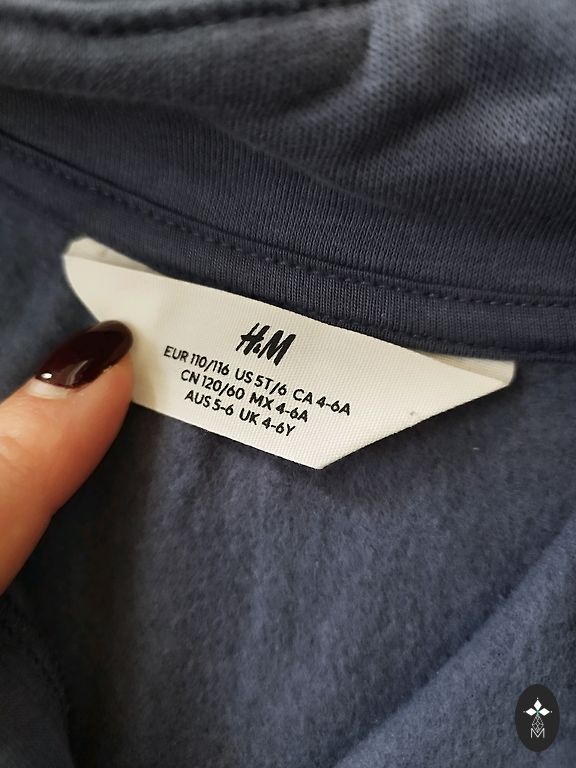 H&M
EUR 110/116 US 5T/6 CA 4-6A
CN 120/60 MX 4-6A
AUS 5-6 UK 4-6Y
M